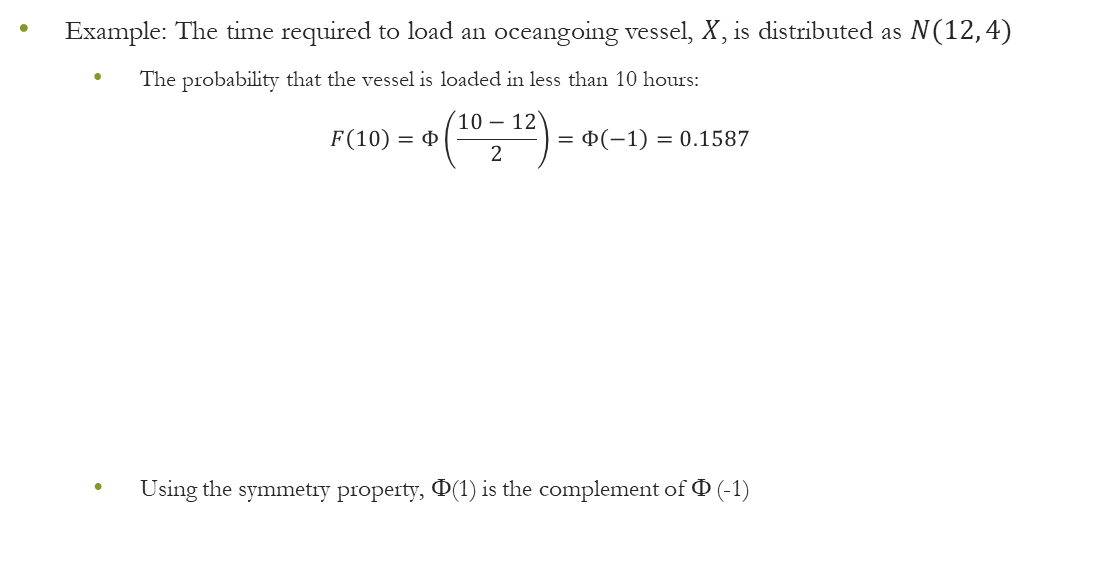 • Example: The time required to load an oceangoing vessel, X, is distributed as N(12,4)
• The probability that the vessel is loaded in less than 10 hours:
F(10) = Φ((10 − 12)/2) = Φ(−1) = 0.1587
• Using the symmetry property, Φ(1) is the complement of Φ (-1)